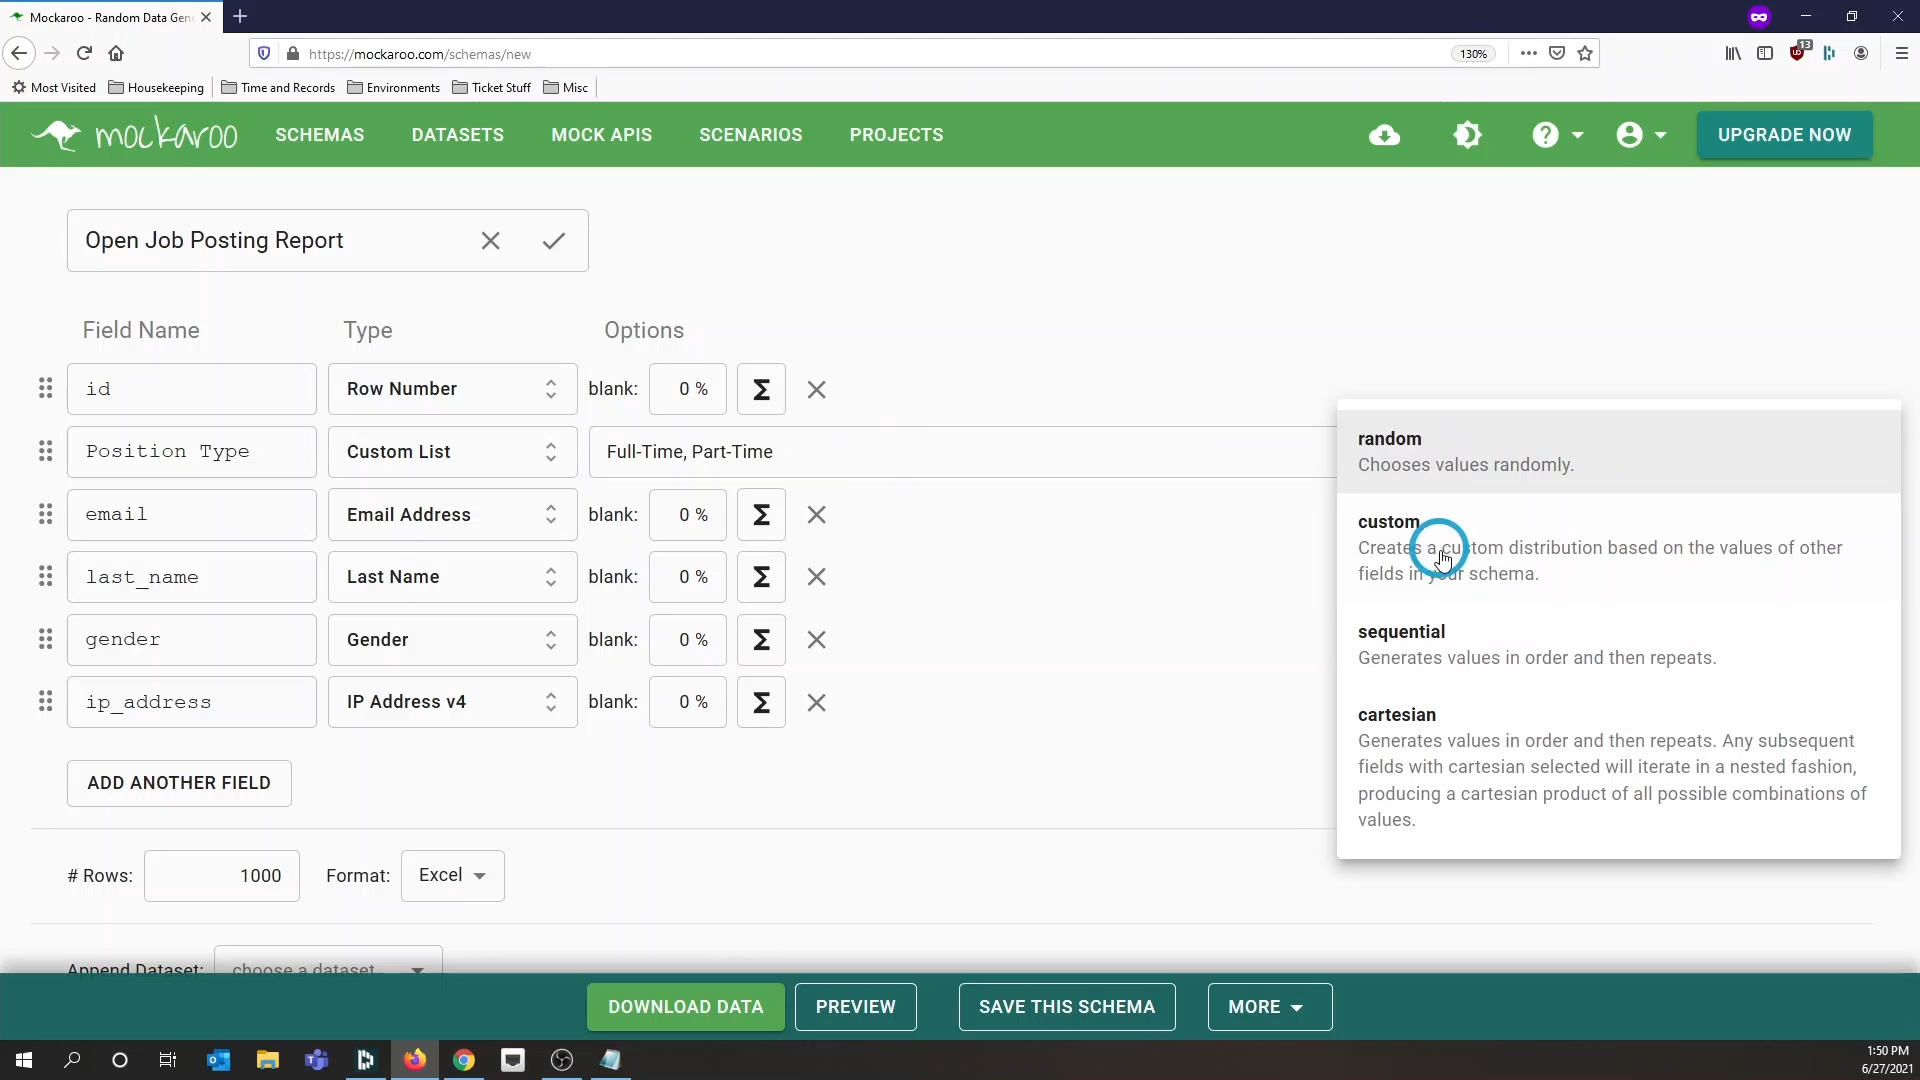 Mockaroo - Random Data Gen
https://mockaroo.com/schemas/new
130%
13
Most Visited
Housekeeping
Time and Records
Environments
Ticket Stuff
Misc
mockaroo
SCHEMAS
DATASETS
MOCK APIS
SCENARIOS
PROJECTS
UPGRADE NOW
Open Job Posting Report
Field Name
Type
Options
id
Row Number
blank:
0 %
Σ
Position Type
Custom List
Full-Time, Part-Time
email
Email Address
blank:
0 %
Σ
last_name
Last Name
blank:
0 %
Σ
gender
Gender
blank:
0 %
Σ
ip_address
IP Address v4
blank:
0 %
Σ
random
Chooses values randomly.
custom
Creates a custom distribution based on the values of other
fields in your schema.
sequential
Generates values in order and then repeats.
cartesian
Generates values in order and then repeats. Any subsequent
fields with cartesian selected will iterate in a nested fashion,
producing a cartesian product of all possible combinations of
values.
ADD ANOTHER FIELD
# Rows:
1000
Format:
Excel
Append Dataset:
choose a dataset...
DOWNLOAD DATA
PREVIEW
SAVE THIS SCHEMA
MORE
1:50 PM
6/27/2021